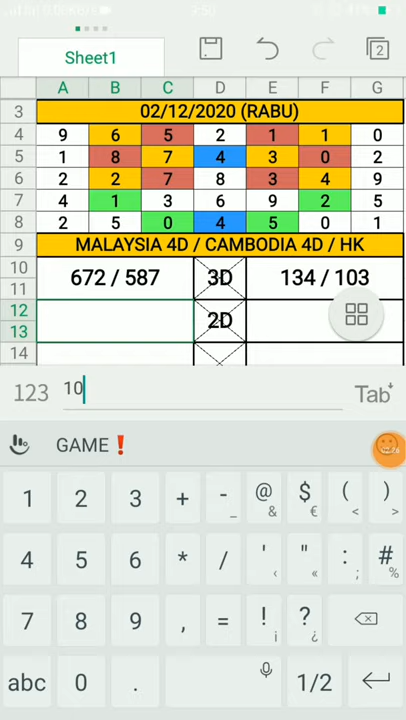 3:50
Sheet1
2
A B C D E F G
3 02/12/2020 (RABU)
4 9 6 5 2 1 1 0
5 1 8 7 4 3 0 2
6 2 2 7 8 3 4 9
7 4 1 3 6 9 2 5
8 2 5 0 4 5 0 1
9 MALAYSIA 4D / CAMBODIA 4D / HK
10 672 / 587 3D 134 / 103
11
12 2D
13
14
123 10 Tab
GAME❗
1 2 3 + - _ @ & $ € ( < ) >
4 5 6 * / ' ‹ " « : ; # %
7 8 9 , = ! ¡ ? ¿
abc 0 . 1/2